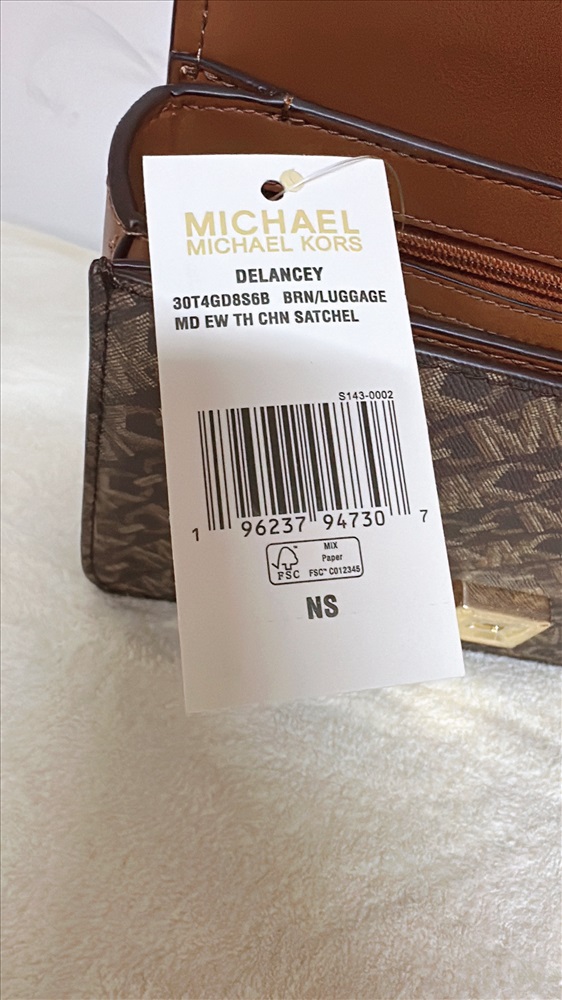 MICHAEL
MICHAEL KORS
DELANCEY
30T4GD8S6B BRN/LUGGAGE
MD EW TH CHN SATCHEL
S143-0002
1 96237 94730 7
FSC
MIX
Paper
FSC™ C012345
NS